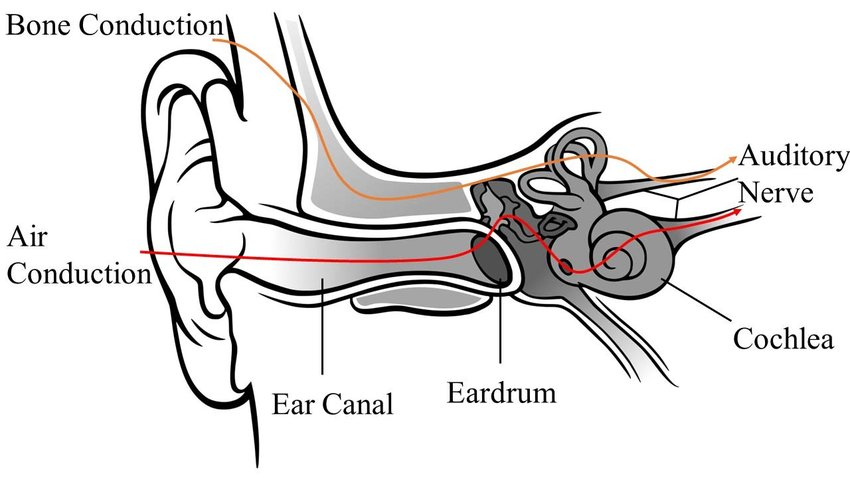 Bone Conduction
Auditory
Nerve
Air
Conduction
Cochlea
Eardrum
Ear Canal